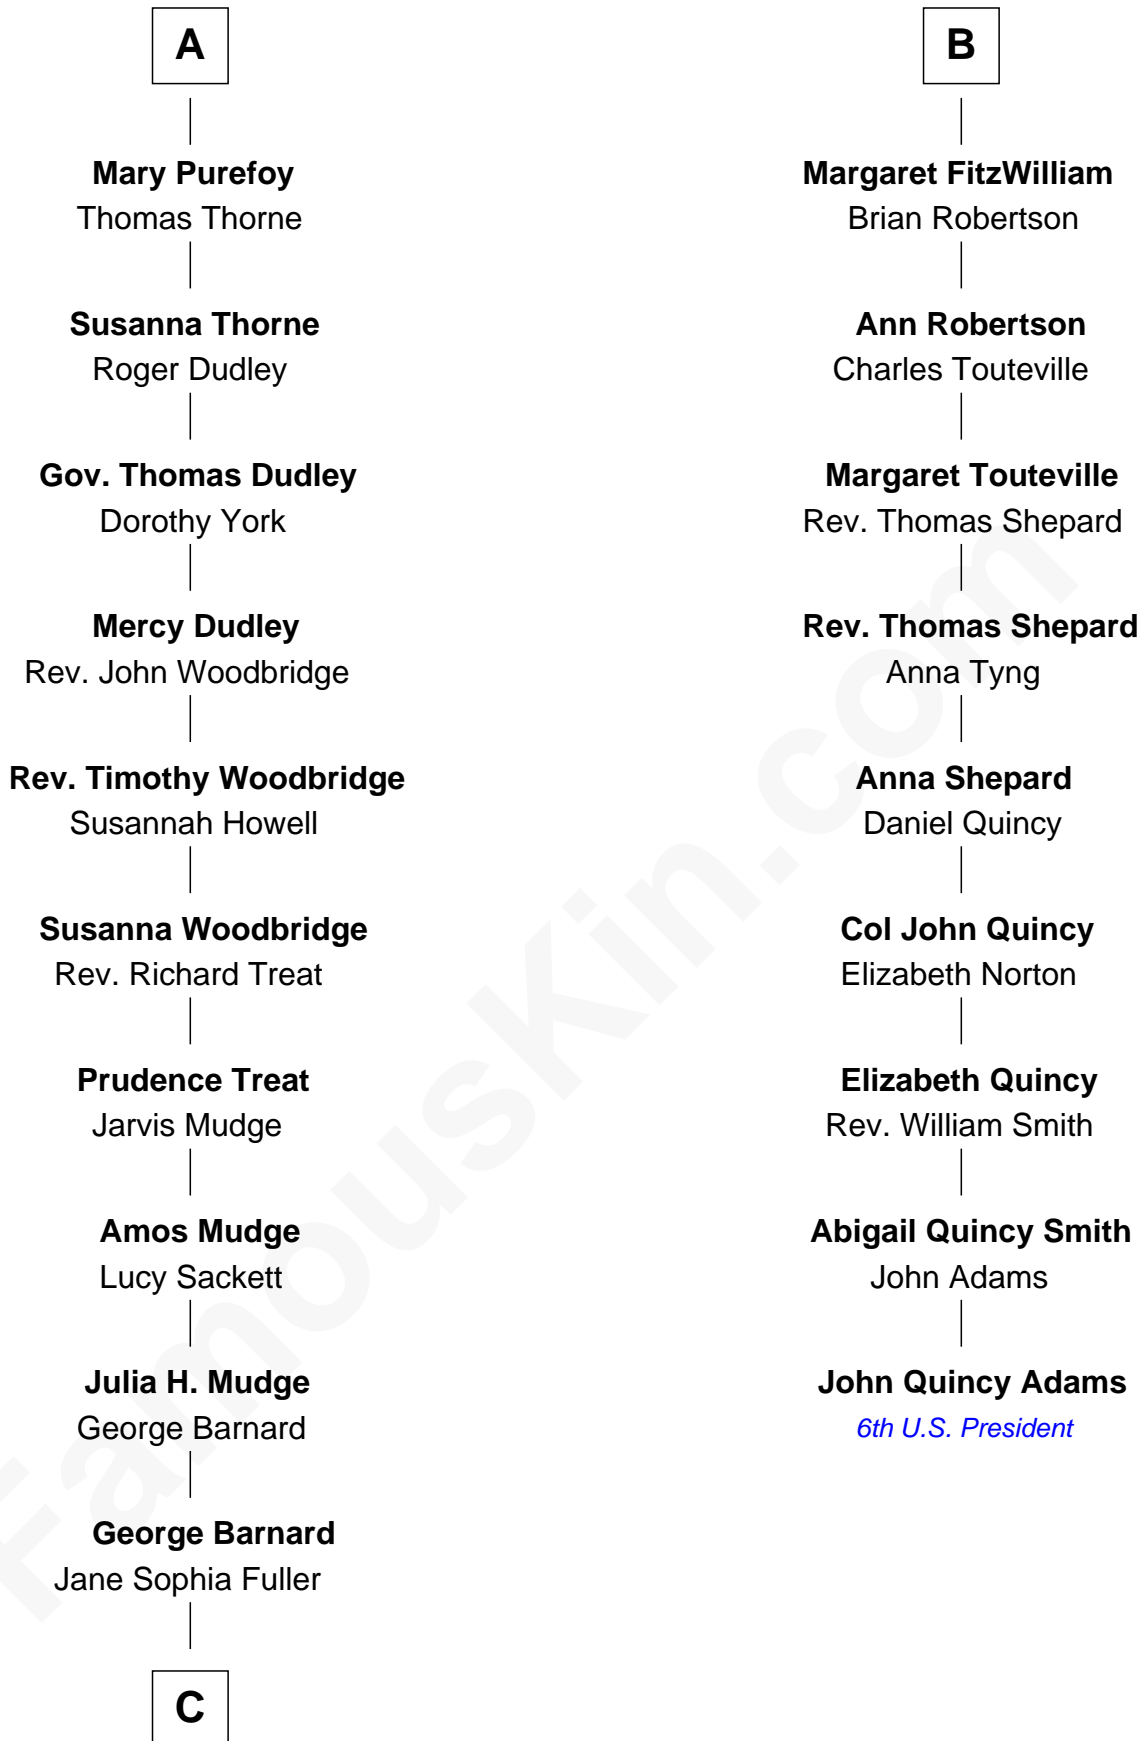 A
Mary Purefoy
Thomas Thorne
Susanna Thorne
Roger Dudley
Gov. Thomas Dudley
Dorothy York
Mercy Dudley
Rev. John Woodbridge
Rev. Timothy Woodbridge
Susannah Howell
Susanna Woodbridge
Rev. Richard Treat
Prudence Treat
Jarvis Mudge
Amos Mudge
Lucy Sackett
Julia H. Mudge
George Barnard
George Barnard
Jane Sophia Fuller
C
B
Margaret FitzWilliam
Brian Robertson
Ann Robertson
Charles Touteville
Margaret Touteville
Rev. Thomas Shepard
Rev. Thomas Shepard
Anna Tyng
Anna Shepard
Daniel Quincy
Col John Quincy
Elizabeth Norton
Elizabeth Quincy
Rev. William Smith
Abigail Quincy Smith
John Adams
John Quincy Adams
6th U.S. President
FamousKin.com